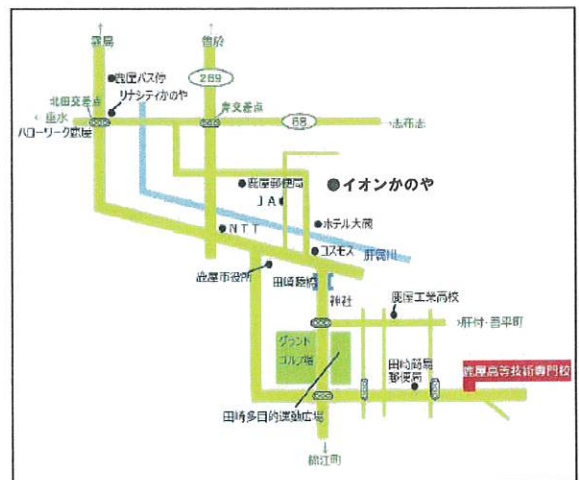 霧島
曽於
鹿屋バス停
269
北田交差点
リナシティかのや
寿交差点
← 垂水
68
志布志
ハローワーク鹿屋
鹿屋郵便局
イオンかのや
JA
ホテル大蔵
NTT
コスモス
肝属川
鹿屋市役所
田崎陸橋
神社
鹿屋工業高校
肝付・吾平町
グランド
ゴルフ場
田崎簡易
郵便局
鹿屋高等技術専門校
田崎多目的運動広場
錦江町